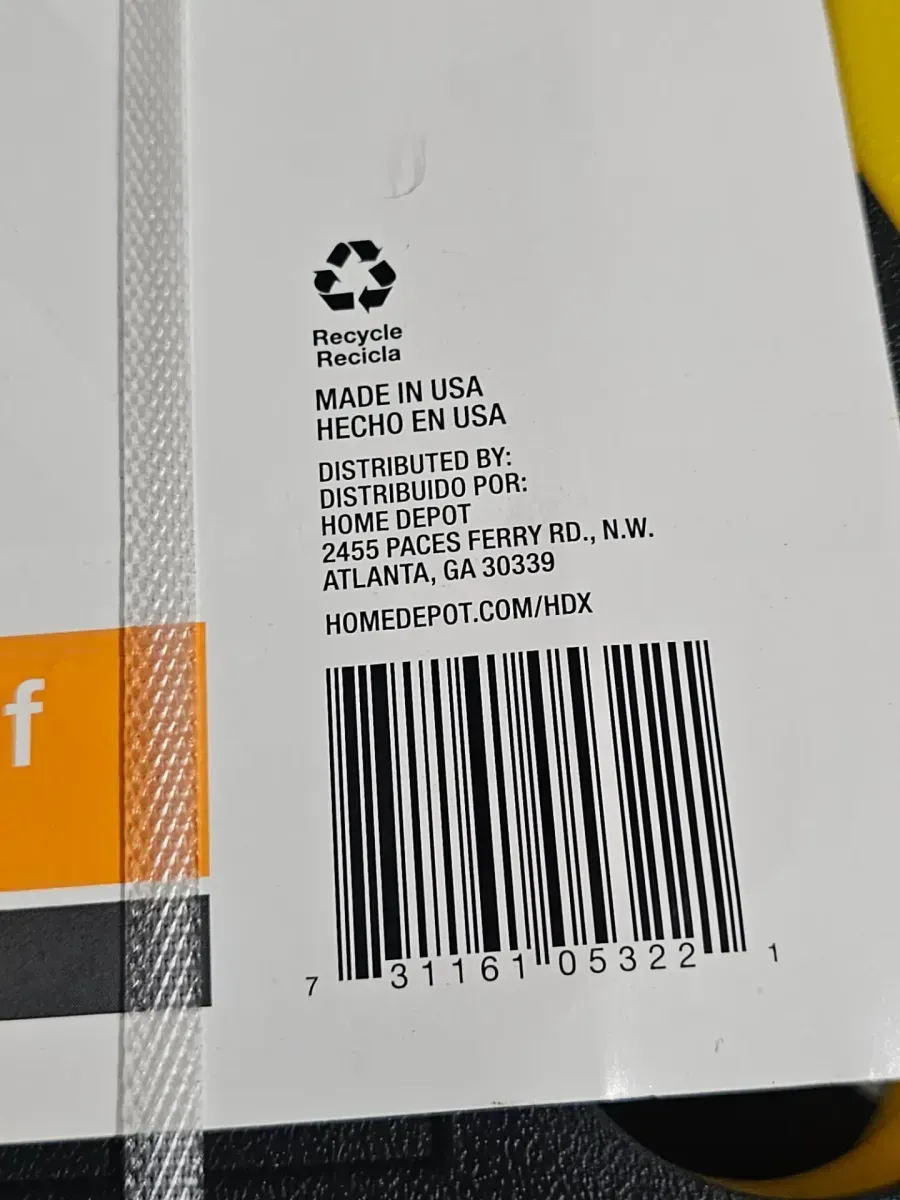 Recycle
Recicla
MADE IN USA
HECHO EN USA
DISTRIBUTED BY:
DISTRIBUIDO POR:
HOME DEPOT
2455 PACES FERRY RD., N.W.
ATLANTA, GA 30339
HOMEDEPOT.COM/HDX
f
7 31161 05322 1